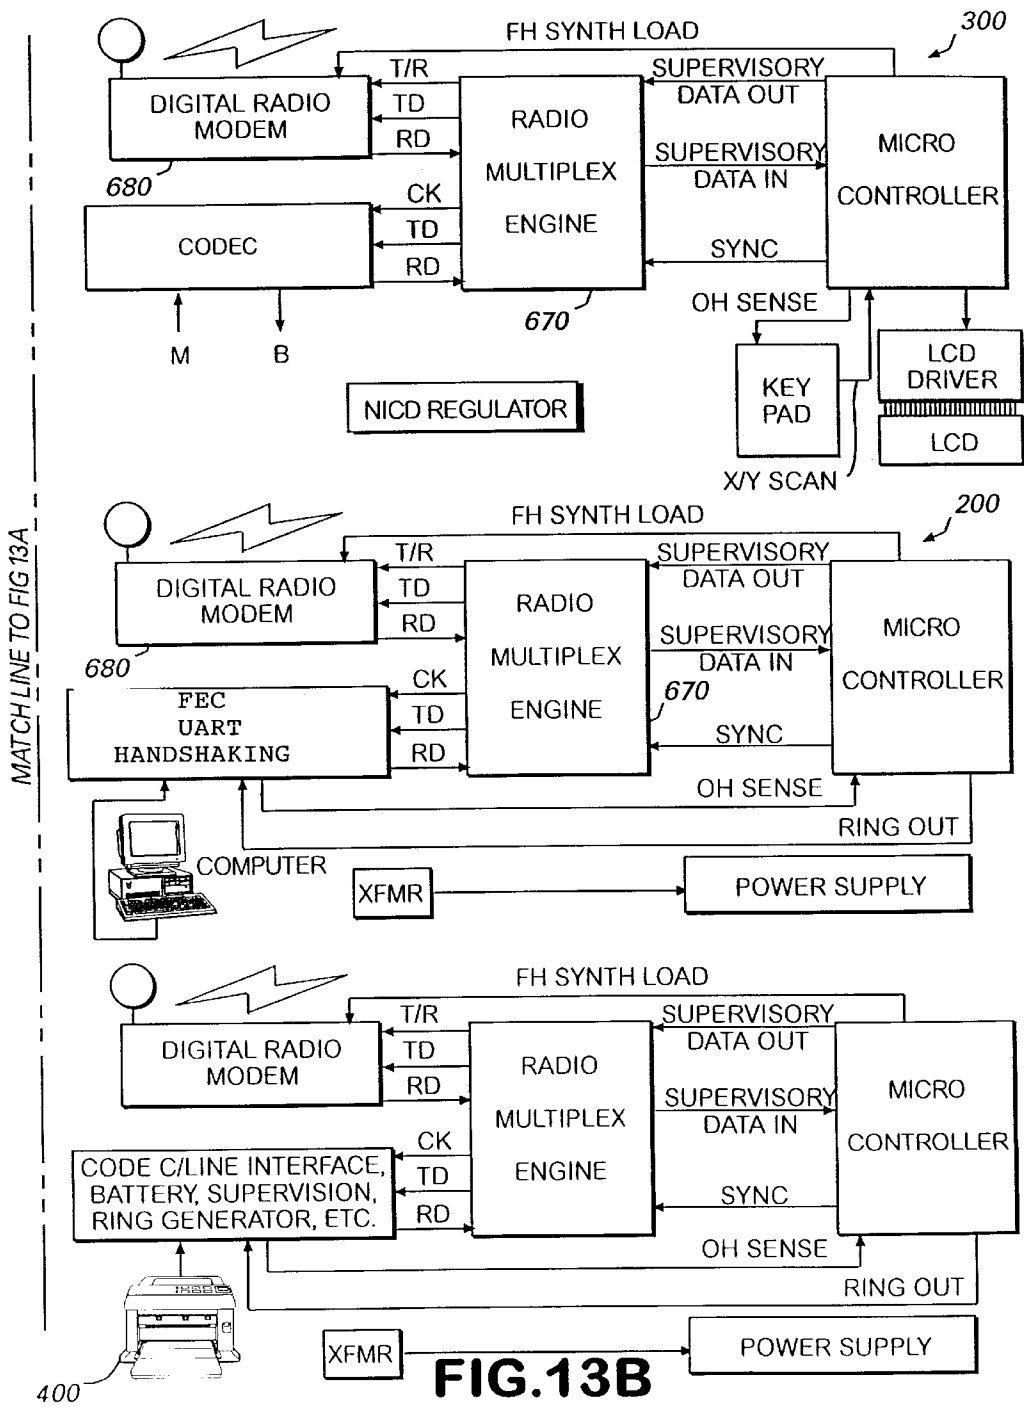 MATCH LINE TO FIG 13A
FH SYNTH LOAD
300
DIGITAL RADIO
MODEM
680
T/R
TD
RD
CK
TD
RD
CODEC
M
B
RADIO
MULTIPLEX
ENGINE
670
SUPERVISORY
DATA OUT
SUPERVISORY
DATA IN
SYNC
MICRO
CONTROLLER
OH SENSE
KEY
PAD
X/Y SCAN
LCD
DRIVER
LCD
NICD REGULATOR
FH SYNTH LOAD
200
DIGITAL RADIO
MODEM
680
T/R
TD
RD
CK
TD
RD
FEC
UART
HANDSHAKING
RADIO
MULTIPLEX
ENGINE
670
SUPERVISORY
DATA OUT
SUPERVISORY
DATA IN
SYNC
MICRO
CONTROLLER
OH SENSE
RING OUT
COMPUTER
XFMR
POWER SUPPLY
FH SYNTH LOAD
DIGITAL RADIO
MODEM
T/R
TD
RD
CK
TD
RD
CODE C/LINE INTERFACE,
BATTERY, SUPERVISION,
RING GENERATOR, ETC.
RADIO
MULTIPLEX
ENGINE
SUPERVISORY
DATA OUT
SUPERVISORY
DATA IN
SYNC
MICRO
CONTROLLER
OH SENSE
RING OUT
400
XFMR
POWER SUPPLY
FIG.13B